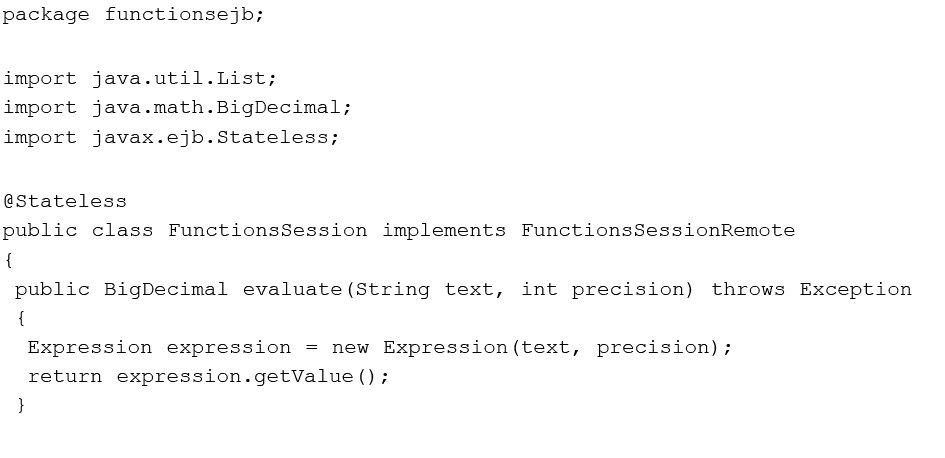 package functionsejb;
import java.util.List;
import java.math.BigDecimal;
import javax.ejb.Stateless;
@Stateless
public class FunctionsSession implements FunctionsSessionRemote
{
public BigDecimal evaluate(String text, int precision) throws Exception
{
Expression expression = new Expression(text, precision);
return expression.getValue();
}